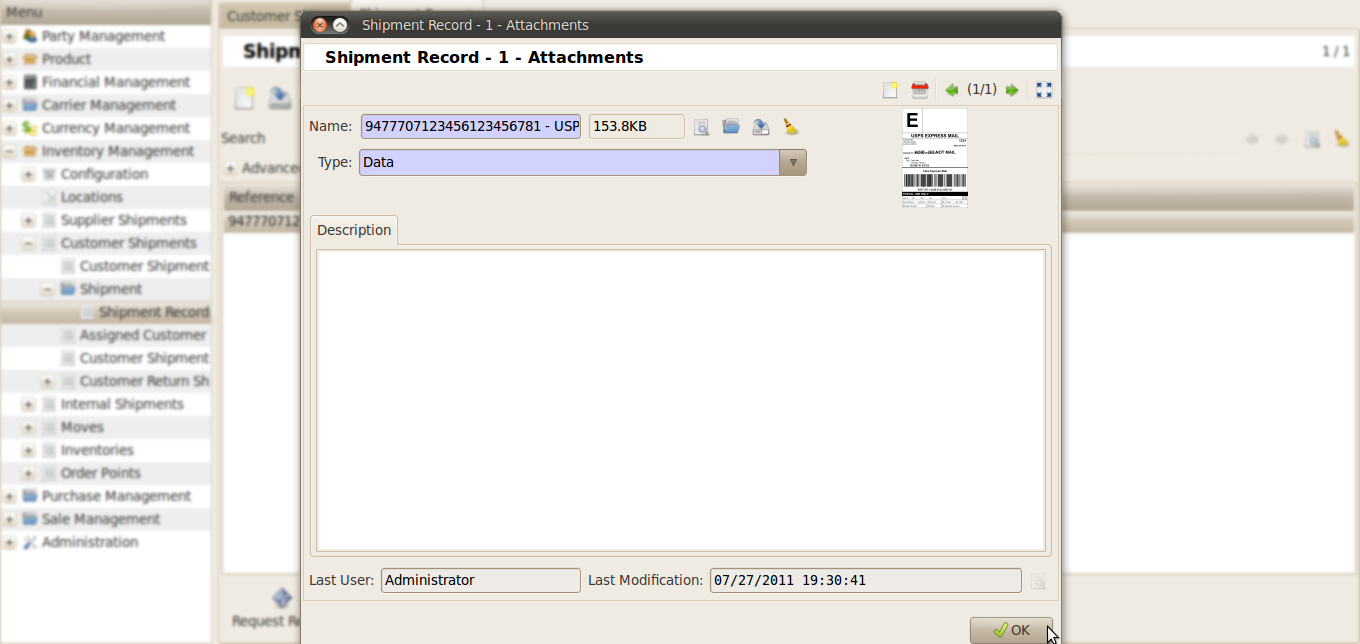 Menu
Customer S
Shipment Record - 1 - Attachments
Party Management
Product
Financial Management
Carrier Management
Currency Management
Inventory Management
Configuration
Locations
Supplier Shipments
Customer Shipments
Customer Shipment
Shipment
Shipment Record
Assigned Customer
Customer Shipment
Customer Return Sh
Internal Shipments
Moves
Inventories
Order Points
Purchase Management
Sale Management
Administration
Shipm
1 / 1
Search
Advance
Reference
947770712
Request Re
Shipment Record - 1 - Attachments
(1/1)
Name: 9477707123456123456781 - USP 153.8KB
Type: Data
E
USPS EXPRESS MAIL
Description
Last User: Administrator Last Modification: 07/27/2011 19:30:41
OK